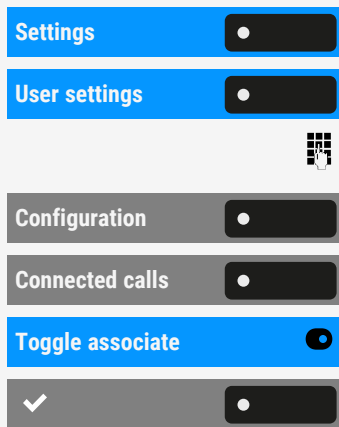 Settings
User settings
Configuration
Connected calls
Toggle associate